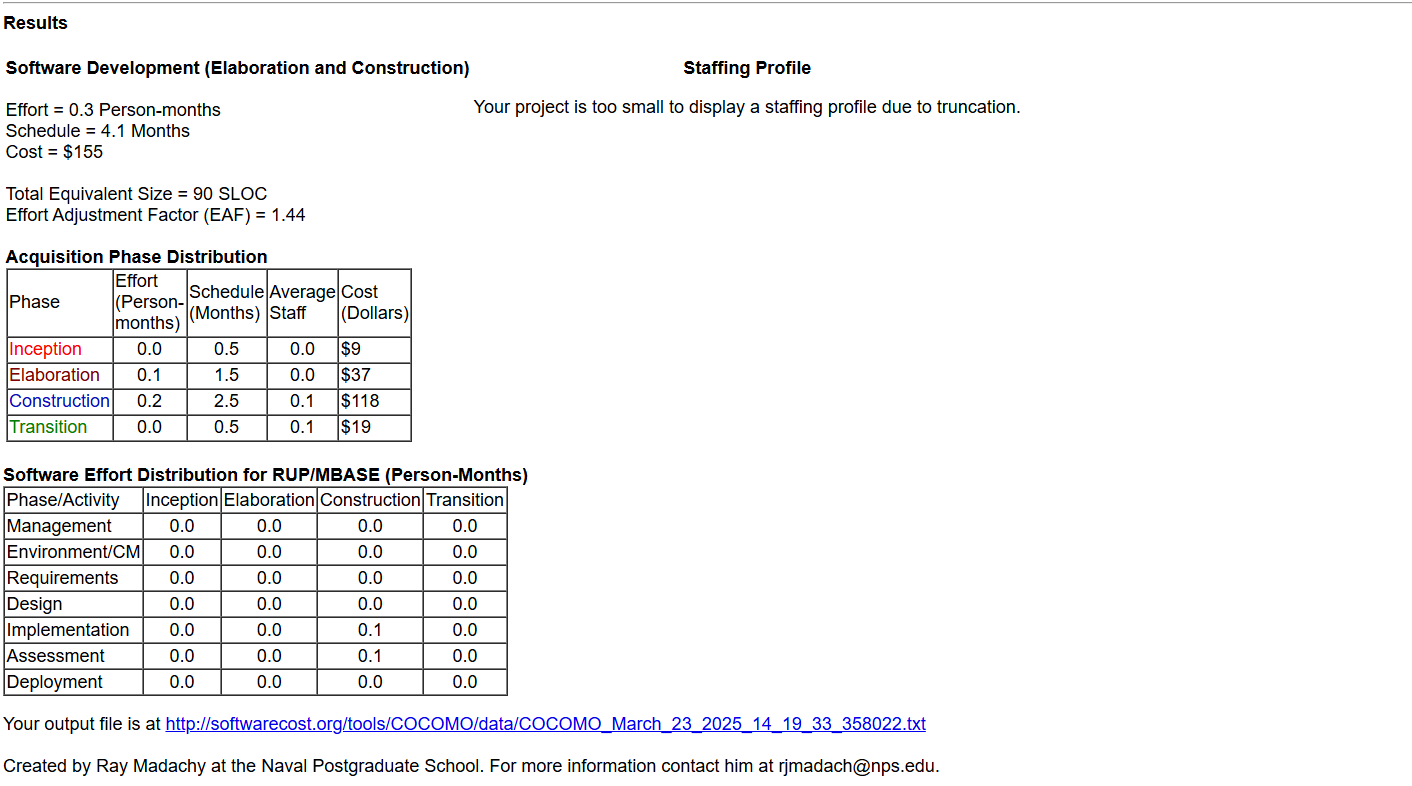 Results
Software Development (Elaboration and Construction)
Staffing Profile
Effort = 0.3 Person-months
Schedule = 4.1 Months
Cost = $155
Your project is too small to display a staffing profile due to truncation.
Total Equivalent Size = 90 SLOC
Effort Adjustment Factor (EAF) = 1.44
Acquisition Phase Distribution
Phase Effort (Person-months) Schedule (Months) Average Staff Cost (Dollars)
Inception 0.0 0.5 0.0 $9
Elaboration 0.1 1.5 0.0 $37
Construction 0.2 2.5 0.1 $118
Transition 0.0 0.5 0.1 $19
Software Effort Distribution for RUP/MBASE (Person-Months)
Phase/Activity Inception Elaboration Construction Transition
Management 0.0 0.0 0.0 0.0
Environment/CM 0.0 0.0 0.0 0.0
Requirements 0.0 0.0 0.0 0.0
Design 0.0 0.0 0.0 0.0
Implementation 0.0 0.0 0.1 0.0
Assessment 0.0 0.0 0.1 0.0
Deployment 0.0 0.0 0.0 0.0
Your output file is at http://softwarecost.org/tools/COCOMO/data/COCOMO_March_23_2025_14_19_33_358022.txt
Created by Ray Madachy at the Naval Postgraduate School. For more information contact him at rjmadach@nps.edu.